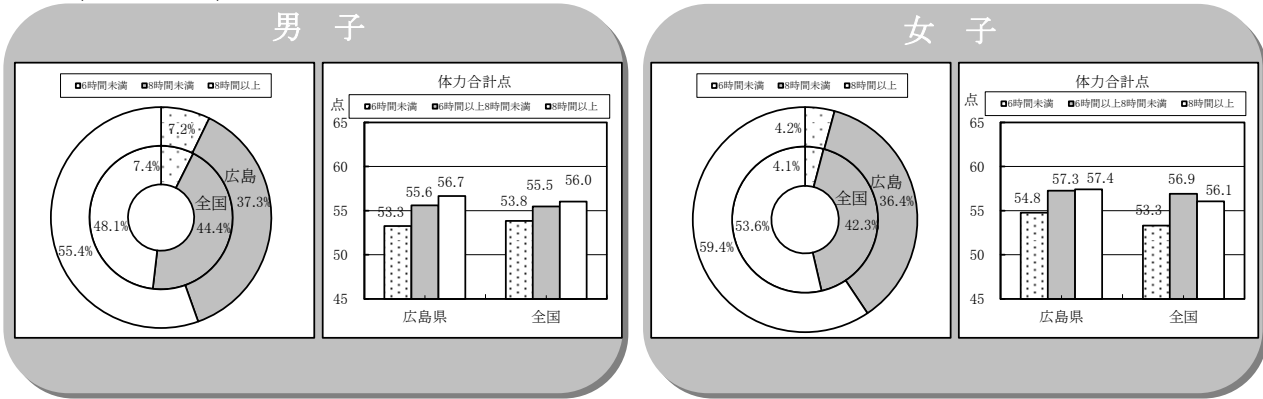 男　子
□6時間未満 ■8時間未満 □8時間以上
7.2%
7.4%
広島
37.3%
全国
44.4%
48.1%
55.4%
体力合計点
点
□6時間未満 ■6時間以上8時間未満 □8時間以上
65
60
55
50
45
53.3
55.6
56.7
53.8
55.5
56.0
広島県
全国
女　子
□6時間未満 ■8時間未満 □8時間以上
4.2%
4.1%
広島
36.4%
全国
42.3%
53.6%
59.4%
体力合計点
点
□6時間未満 ■6時間以上8時間未満 □8時間以上
65
60
55
50
45
54.8
57.3
57.4
53.3
56.9
56.1
広島県
全国